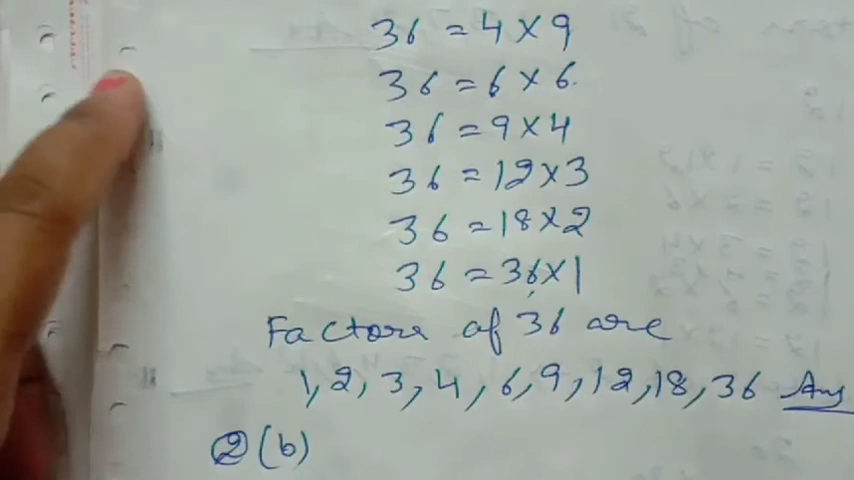 36 = 4 × 9
36 = 6 × 6
36 = 9 × 4
36 = 12 × 3
36 = 18 × 2
36 = 36 × 1
Factors of 36 are
1, 2, 3, 4, 6, 9, 12, 18, 36 Ans
② (b)